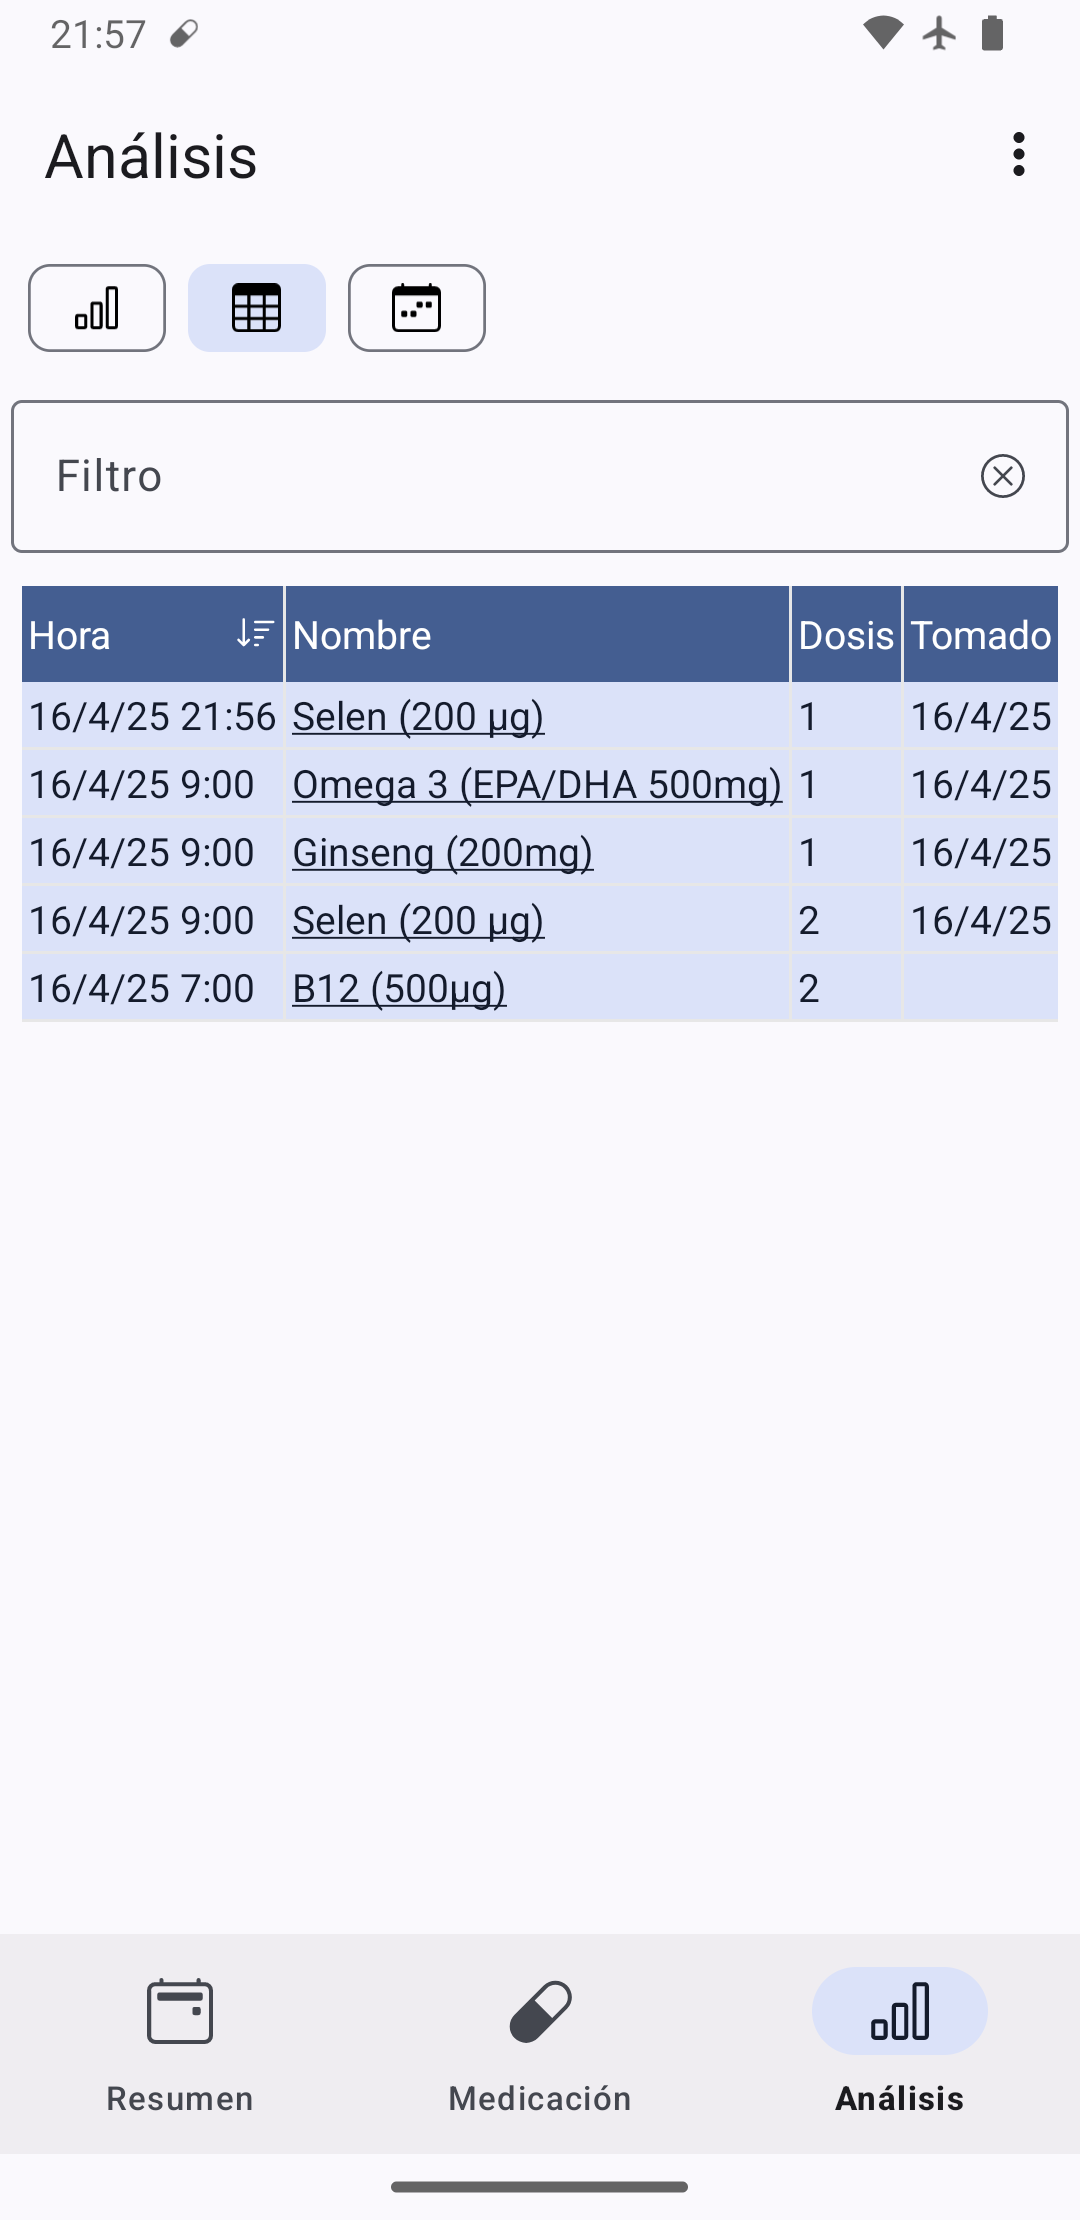 21:57
Análisis
Filtro
Hora Nombre Dosis Tomado
16/4/25 21:56 Selen (200 µg) 1 16/4/25
16/4/25 9:00 Omega 3 (EPA/DHA 500mg) 1 16/4/25
16/4/25 9:00 Ginseng (200mg) 1 16/4/25
16/4/25 9:00 Selen (200 µg) 2 16/4/25
16/4/25 7:00 B12 (500µg) 2
Resumen Medicación Análisis